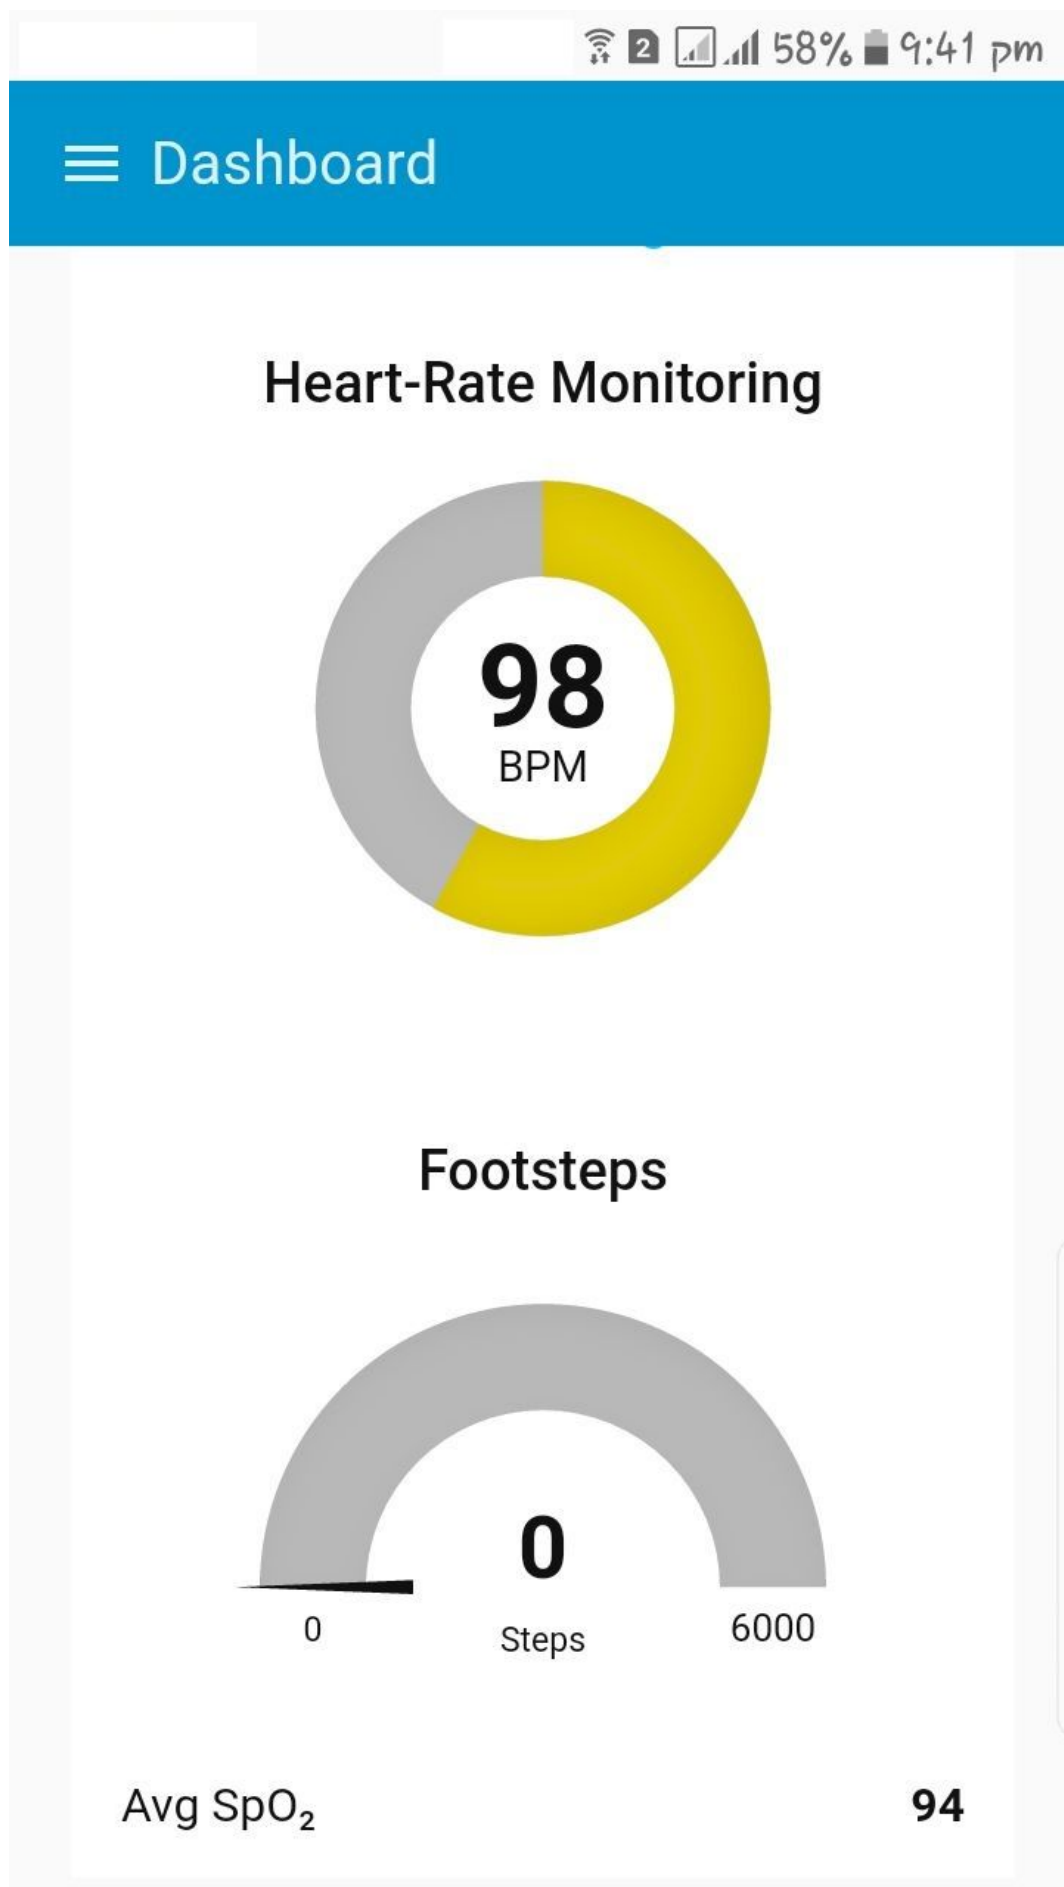 2 58% 9:41 pm
Dashboard
Heart-Rate Monitoring
98
BPM
Footsteps
0
0 Steps 6000
Avg SpO₂ 94